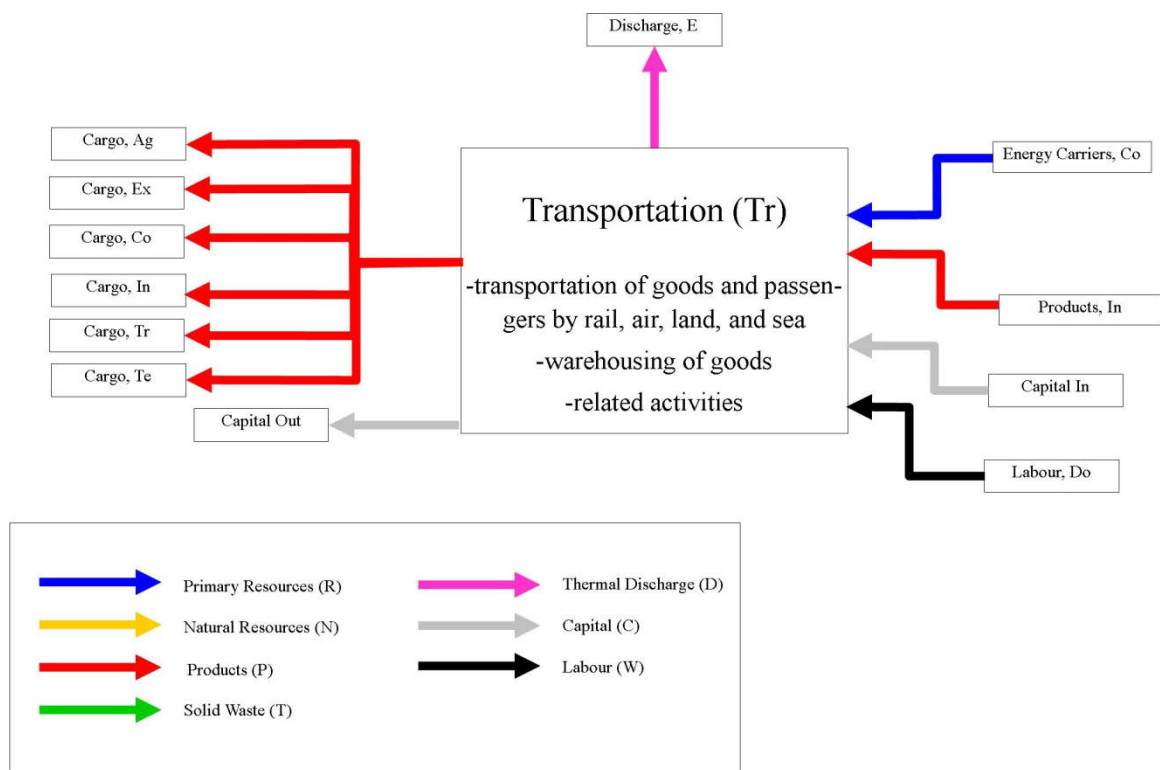 Discharge, E
Cargo, Ag
Cargo, Ex
Cargo, Co
Cargo, In
Cargo, Tr
Cargo, Te
Capital Out
Transportation (Tr)
-transportation of goods and passen-
gers by rail, air, land, and sea
-warehousing of goods
-related activities
Energy Carriers, Co
Products, In
Capital In
Labour, Do
Primary Resources (R)
Natural Resources (N)
Products (P)
Solid Waste (T)
Thermal Discharge (D)
Capital (C)
Labour (W)